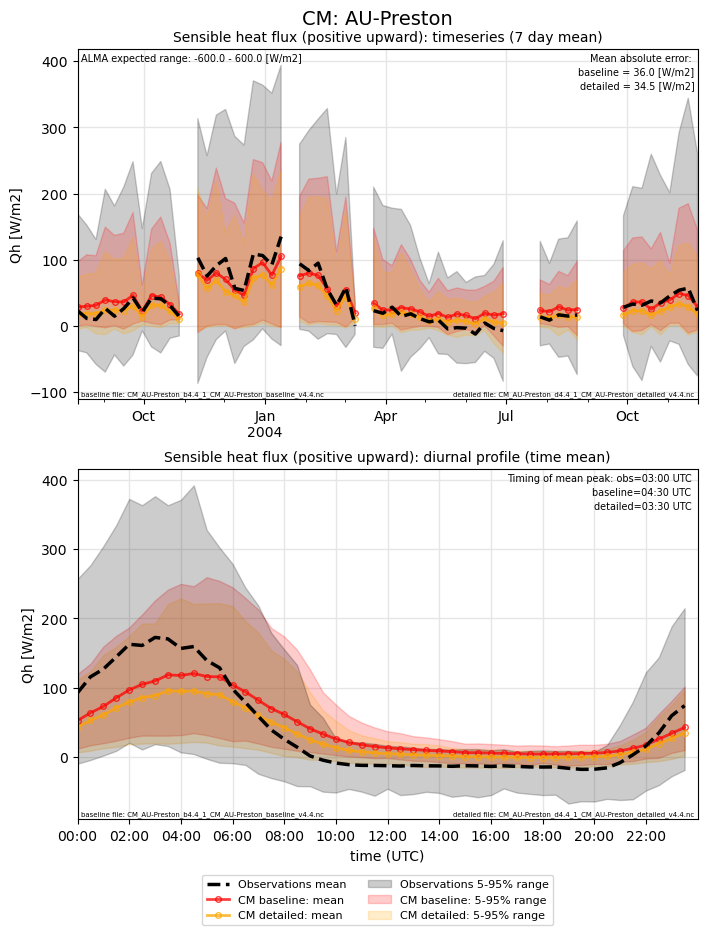 CM: AU-Preston
Sensible heat flux (positive upward): timeseries (7 day mean)
ALMA expected range: -600.0 - 600.0 [W/m2]
Mean absolute error:
baseline = 36.0 [W/m2]
detailed = 34.5 [W/m2]
400
300
200
100
0
−100
Qh [W/m2]
baseline file: CM_AU-Preston_b4.4_1_CM_AU-Preston_baseline_v4.4.nc
detailed file: CM_AU-Preston_d4.4_1_CM_AU-Preston_detailed_v4.4.nc
Oct
Jan
2004
Apr
Jul
Oct
Sensible heat flux (positive upward): diurnal profile (time mean)
Timing of mean peak: obs=03:00 UTC
baseline=04:30 UTC
detailed=03:30 UTC
400
300
200
100
0
Qh [W/m2]
baseline file: CM_AU-Preston_b4.4_1_CM_AU-Preston_baseline_v4.4.nc
detailed file: CM_AU-Preston_d4.4_1_CM_AU-Preston_detailed_v4.4.nc
00:00 02:00 04:00 06:00 08:00 10:00 12:00 14:00 16:00 18:00 20:00 22:00
time (UTC)
Observations mean
CM baseline: mean
CM detailed: mean
Observations 5-95% range
CM baseline: 5-95% range
CM detailed: 5-95% range